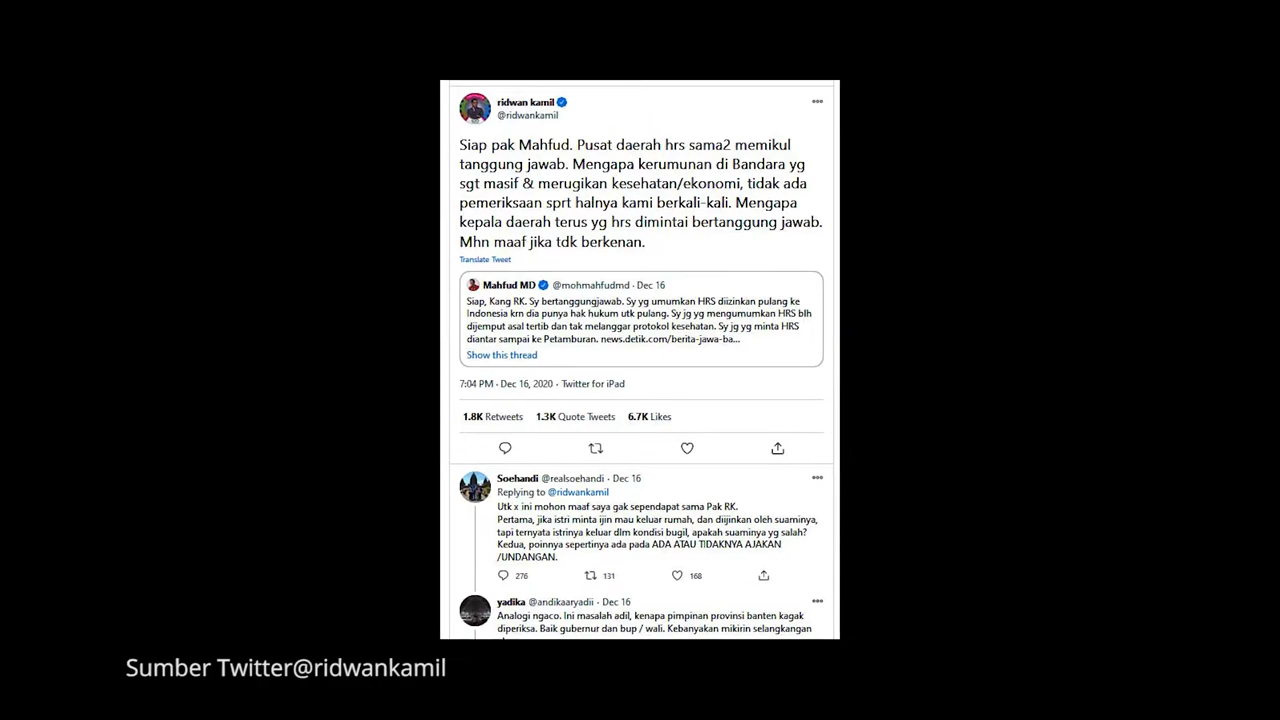 ridwan kamil
@ridwankamil
Siap pak Mahfud. Pusat daerah hrs sama2 memikul
tanggung jawab. Mengapa kerumunan di Bandara yg
sgt masif & merugikan kesehatan/ekonomi, tidak ada
pemeriksaan sprt halnya kami berkali-kali. Mengapa
kepala daerah terus yg hrs dimintai bertanggung jawab.
Mhn maaf jika tdk berkenan.
Translate Tweet
Mahfud MD @mohmahfudmd · Dec 16
Siap, Kang RK. Sy bertanggungjawab. Sy yg umumkan HRS diizinkan pulang ke
Indonesia krn dia punya hak hukum utk pulang. Sy jg yg mengumumkan HRS blh
dijemput asal tertib dan tak melanggar protokol kesehatan. Sy jg yg minta HRS
diantar sampai ke Petamburan. news.detik.com/berita-jawa-ba...
Show this thread
7:04 PM · Dec 16, 2020 · Twitter for iPad
1.8K Retweets 1.3K Quote Tweets 6.7K Likes
Soehandi @realsoehandi · Dec 16
Replying to @ridwankamil
Utk x ini mohon maaf saya gak sependapat sama Pak RK.
Pertama, jika istri minta ijin mau keluar rumah, dan diijinkan oleh suaminya,
tapi ternyata istrinya keluar dlm kondisi bugil, apakah suaminya yg salah?
Kedua, poinnya sepertinya ada pada ADA ATAU TIDAKNYA AJAKAN
/UNDANGAN.
276 131 168
yadika @andikaaryadii · Dec 16
Analogi ngaco. Ini masalah adil, kenapa pimpinan provinsi banten kagak
diperiksa. Baik gubernur dan bup / wali. Kebanyakan mikirin selangkangan
Sumber Twitter@ridwankamil